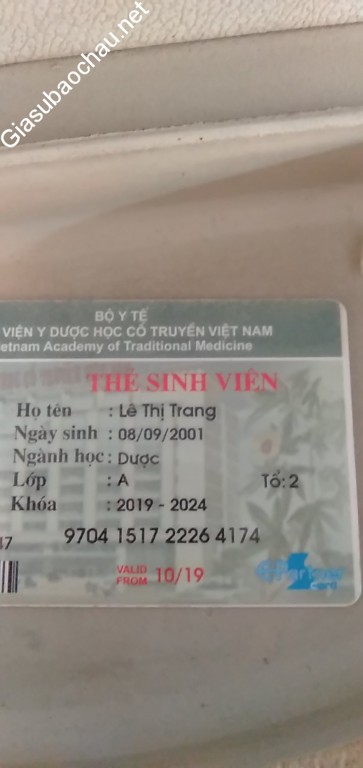 Giasubaochau.net
BỘ Y TẾ
VIỆN Y DƯỢC HỌC CỔ TRUYỀN VIỆT NAM
etnam Academy of Traditional Medicine
THẺ SINH VIÊN
Họ tên : Lê Thị Trang
Ngày sinh : 08/09/2001
Ngành học : Dược
Lớp : A Tổ: 2
Khóa : 2019 - 2024
47 9704 1517 2226 4174
VALID FROM 10/19
card